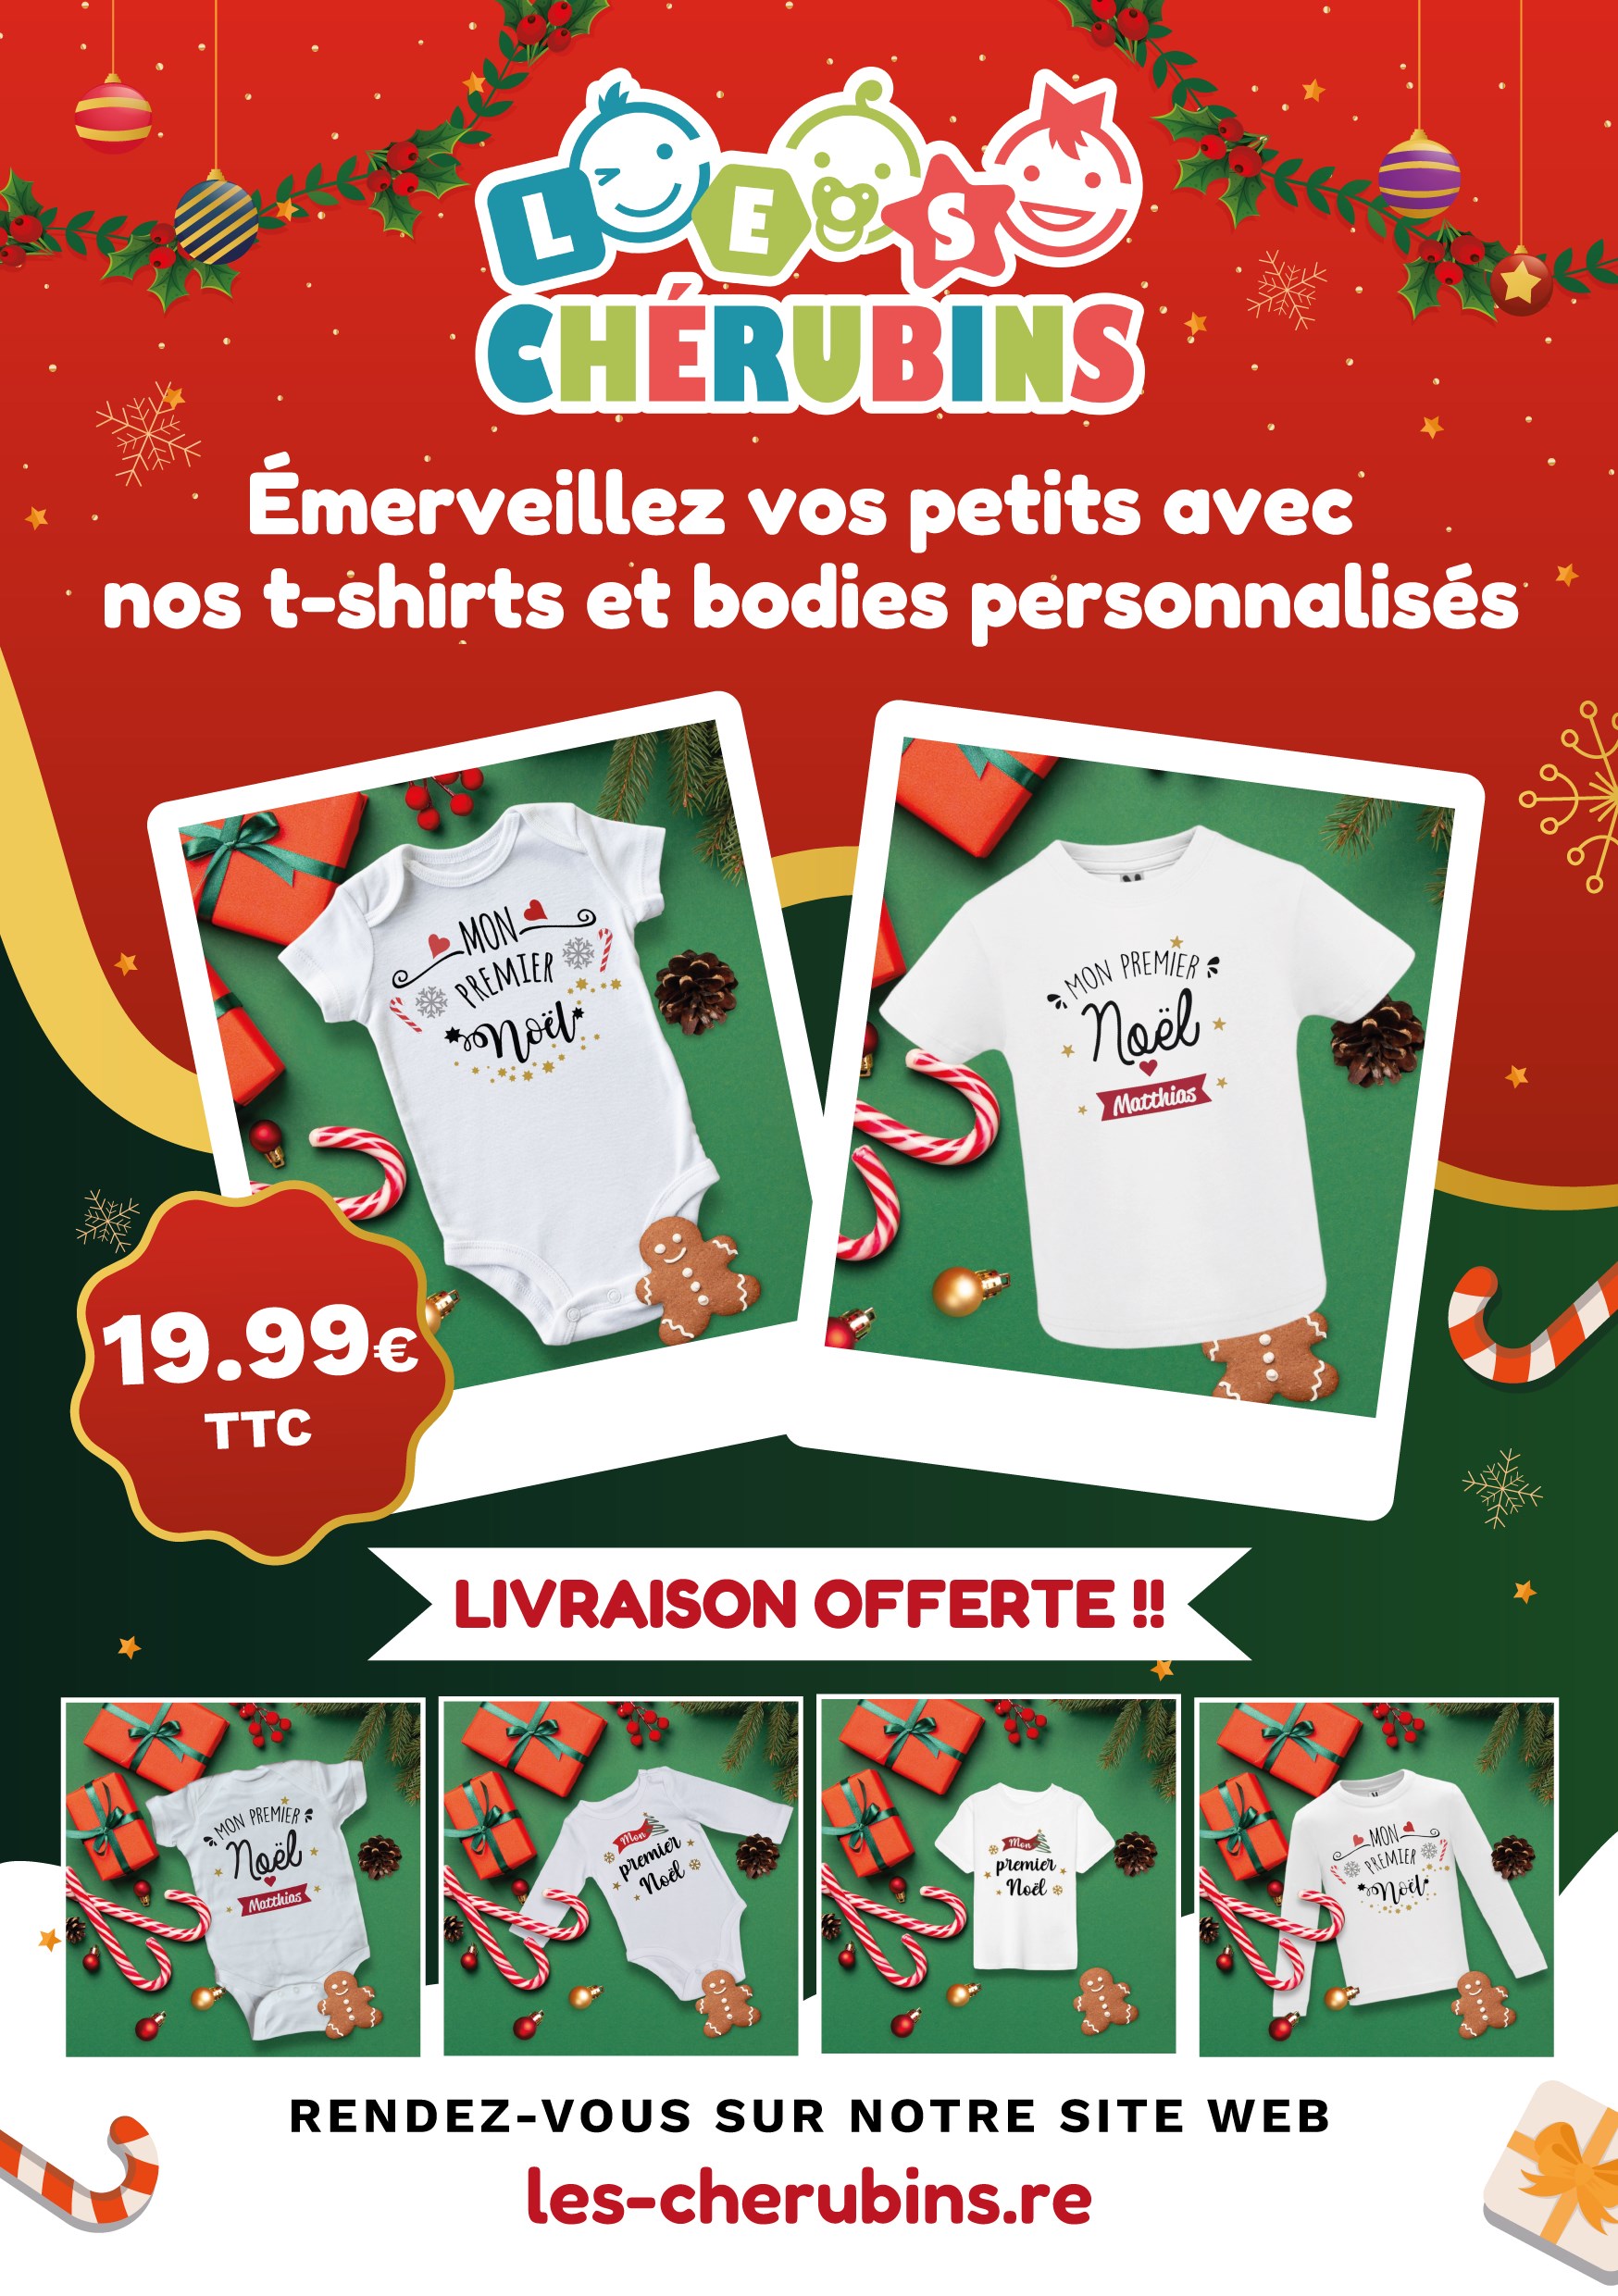 LES
CHÉRUBINS
Émerveillez vos petits avec
nos t-shirts et bodies personnalisés
MON
PREMIER
Noël
MON PREMIER
Noël
Matthias
19.99€
TTC
LIVRAISON OFFERTE !!
MON PREMIER
Noël
Matthias
Mon
premier
Noël
Mon
premier
Noël
MON
PREMIER
Noël
RENDEZ-VOUS SUR NOTRE SITE WEB
les-cherubins.re